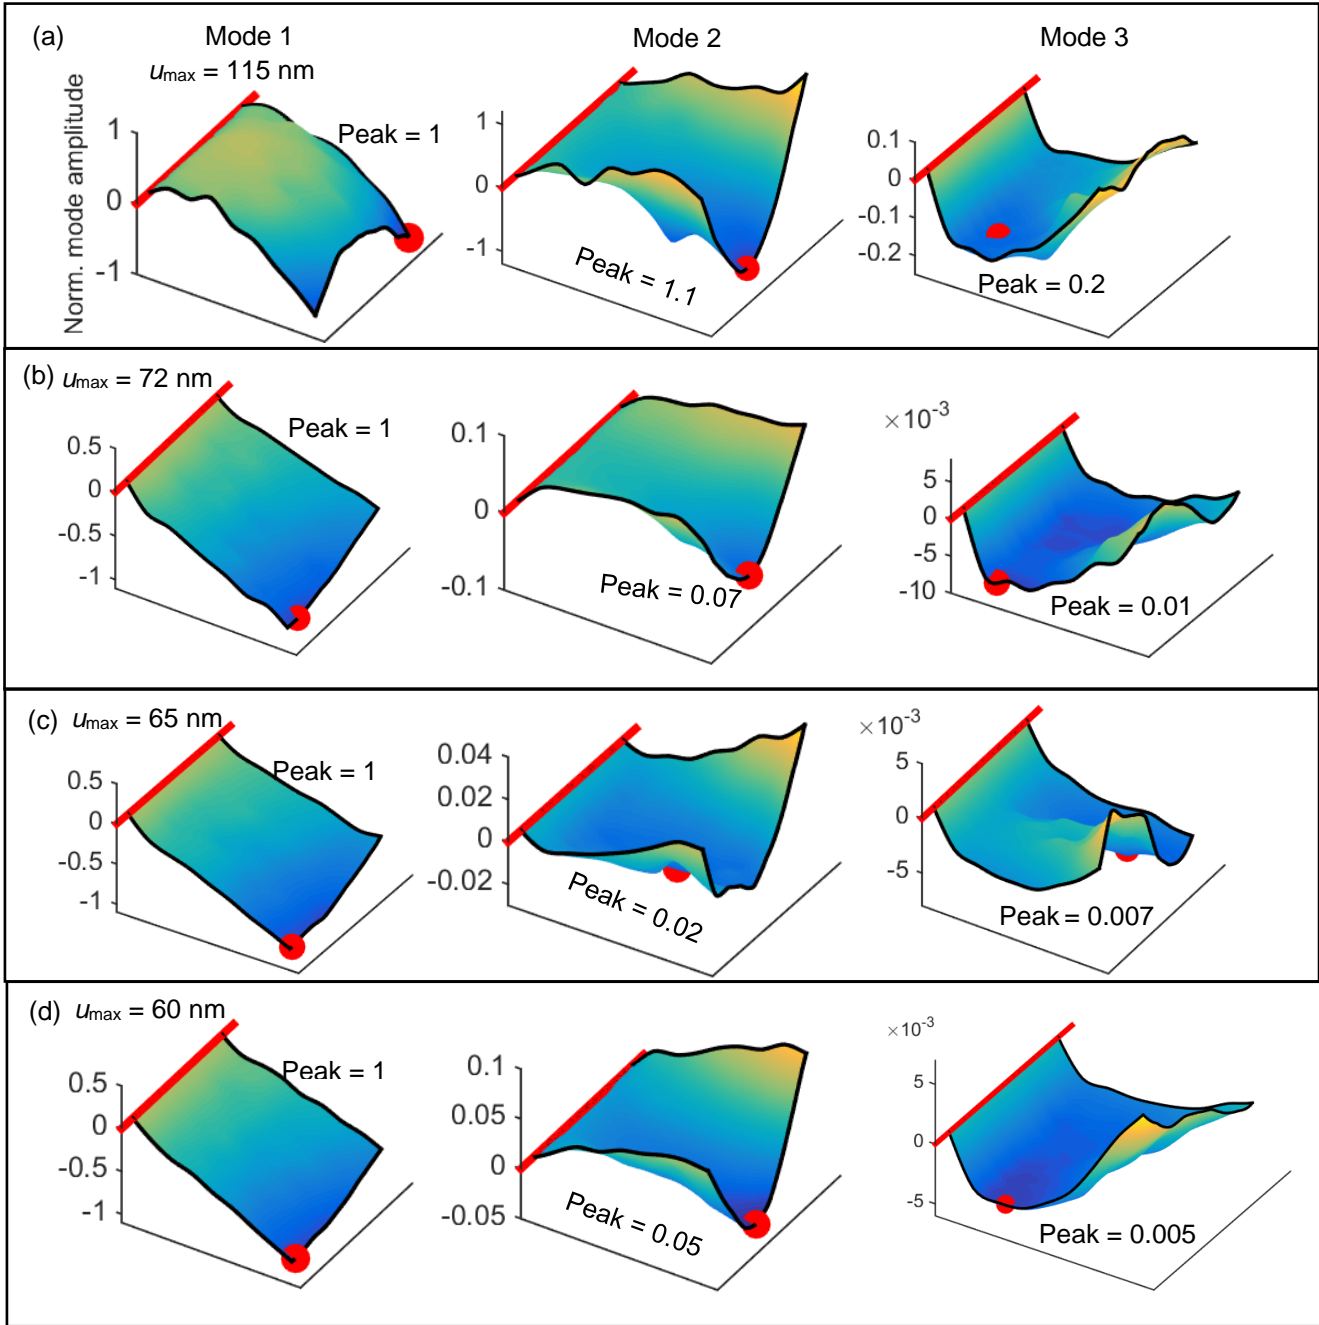 (a)
Mode 1
Mode 2
Mode 3
umax = 115 nm
Norm. mode amplitude
1
0
-1
Peak = 1
1
0
-1
Peak = 1.1
0.1
0
-0.1
-0.2
Peak = 0.2
(b)
umax = 72 nm
0.5
0
-0.5
-1
Peak = 1
0.1
0
-0.1
Peak = 0.07
×10-3
5
0
-5
-10
Peak = 0.01
(c)
umax = 65 nm
0.5
0
-0.5
-1
Peak = 1
0.04
0.02
0
-0.02
Peak = 0.02
×10-3
5
0
-5
Peak = 0.007
(d)
umax = 60 nm
0.5
0
-0.5
-1
Peak = 1
0.1
0.05
0
-0.05
Peak = 0.05
×10-3
5
0
-5
Peak = 0.005